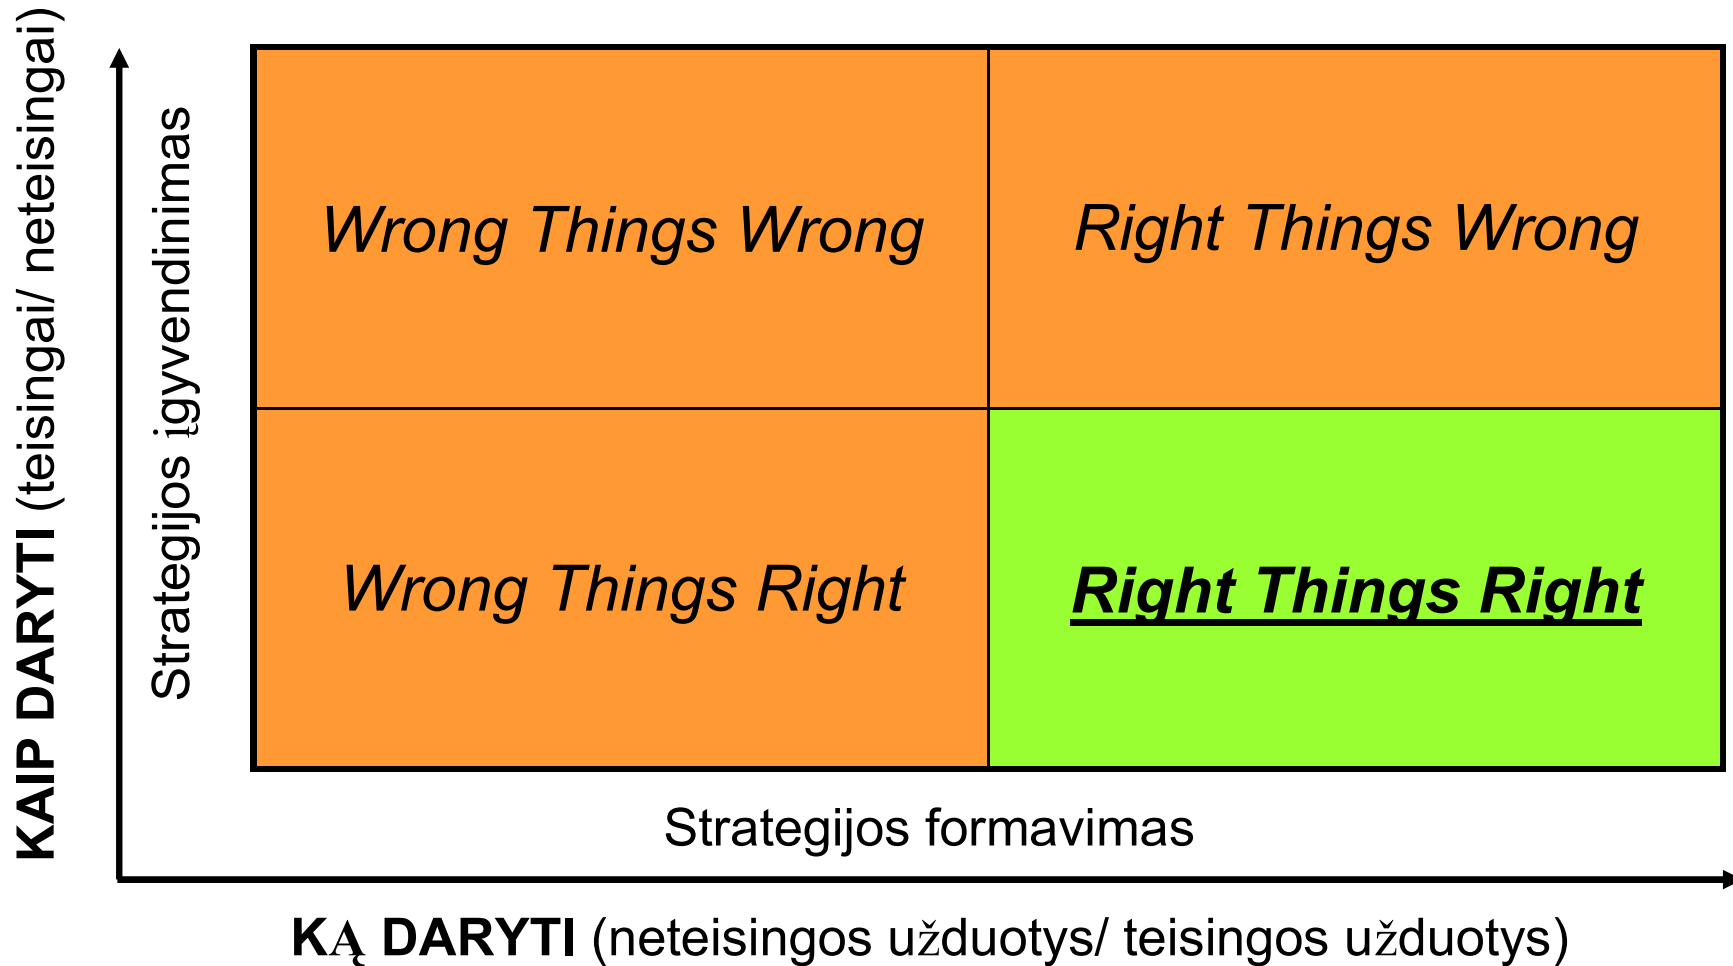 KAIP DARYTI (teisingai/ neteisingai)
Strategijos įgyvendinimas
Wrong Things Wrong
Right Things Wrong
Wrong Things Right
Right Things Right
Strategijos formavimas
KĄ DARYTI (neteisingos užduotys/ teisingos užduotys)